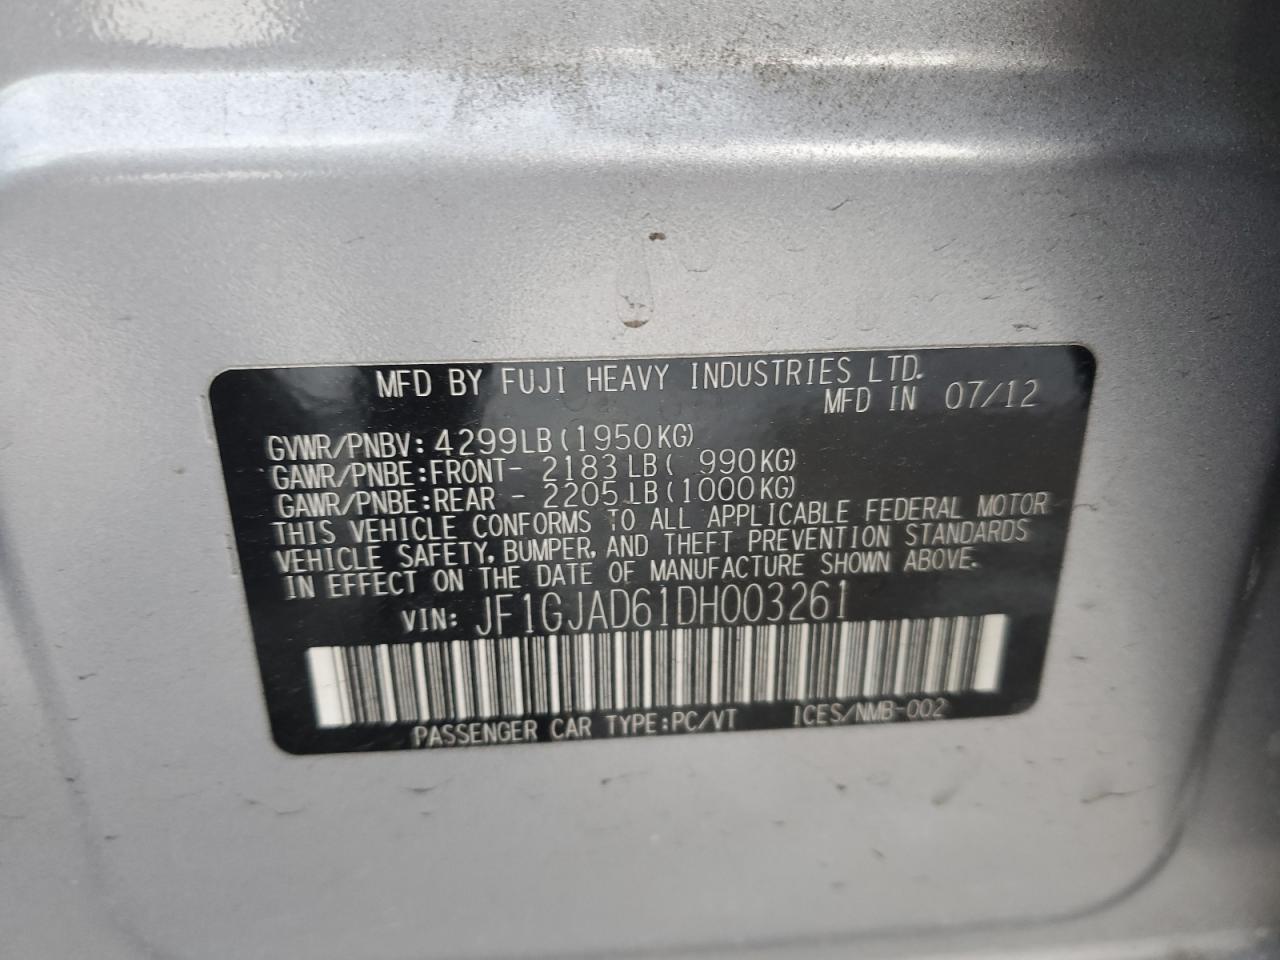 MFD BY FUJI HEAVY INDUSTRIES LTD.
MFD IN 07/12
GVWR/PNBV: 4299LB(1950KG)
GAWR/PNBE:FRONT- 2183LB( 990KG)
GAWR/PNBE:REAR - 2205LB(1000KG)
THIS VEHICLE CONFORMS TO ALL APPLICABLE FEDERAL MOTOR
VEHICLE SAFETY, BUMPER, AND THEFT PREVENTION STANDARDS
IN EFFECT ON THE DATE OF MANUFACTURE SHOWN ABOVE.
VIN: JF1GJAD61DH003261
PASSENGER CAR TYPE:PC/VT ICES/NMB-002